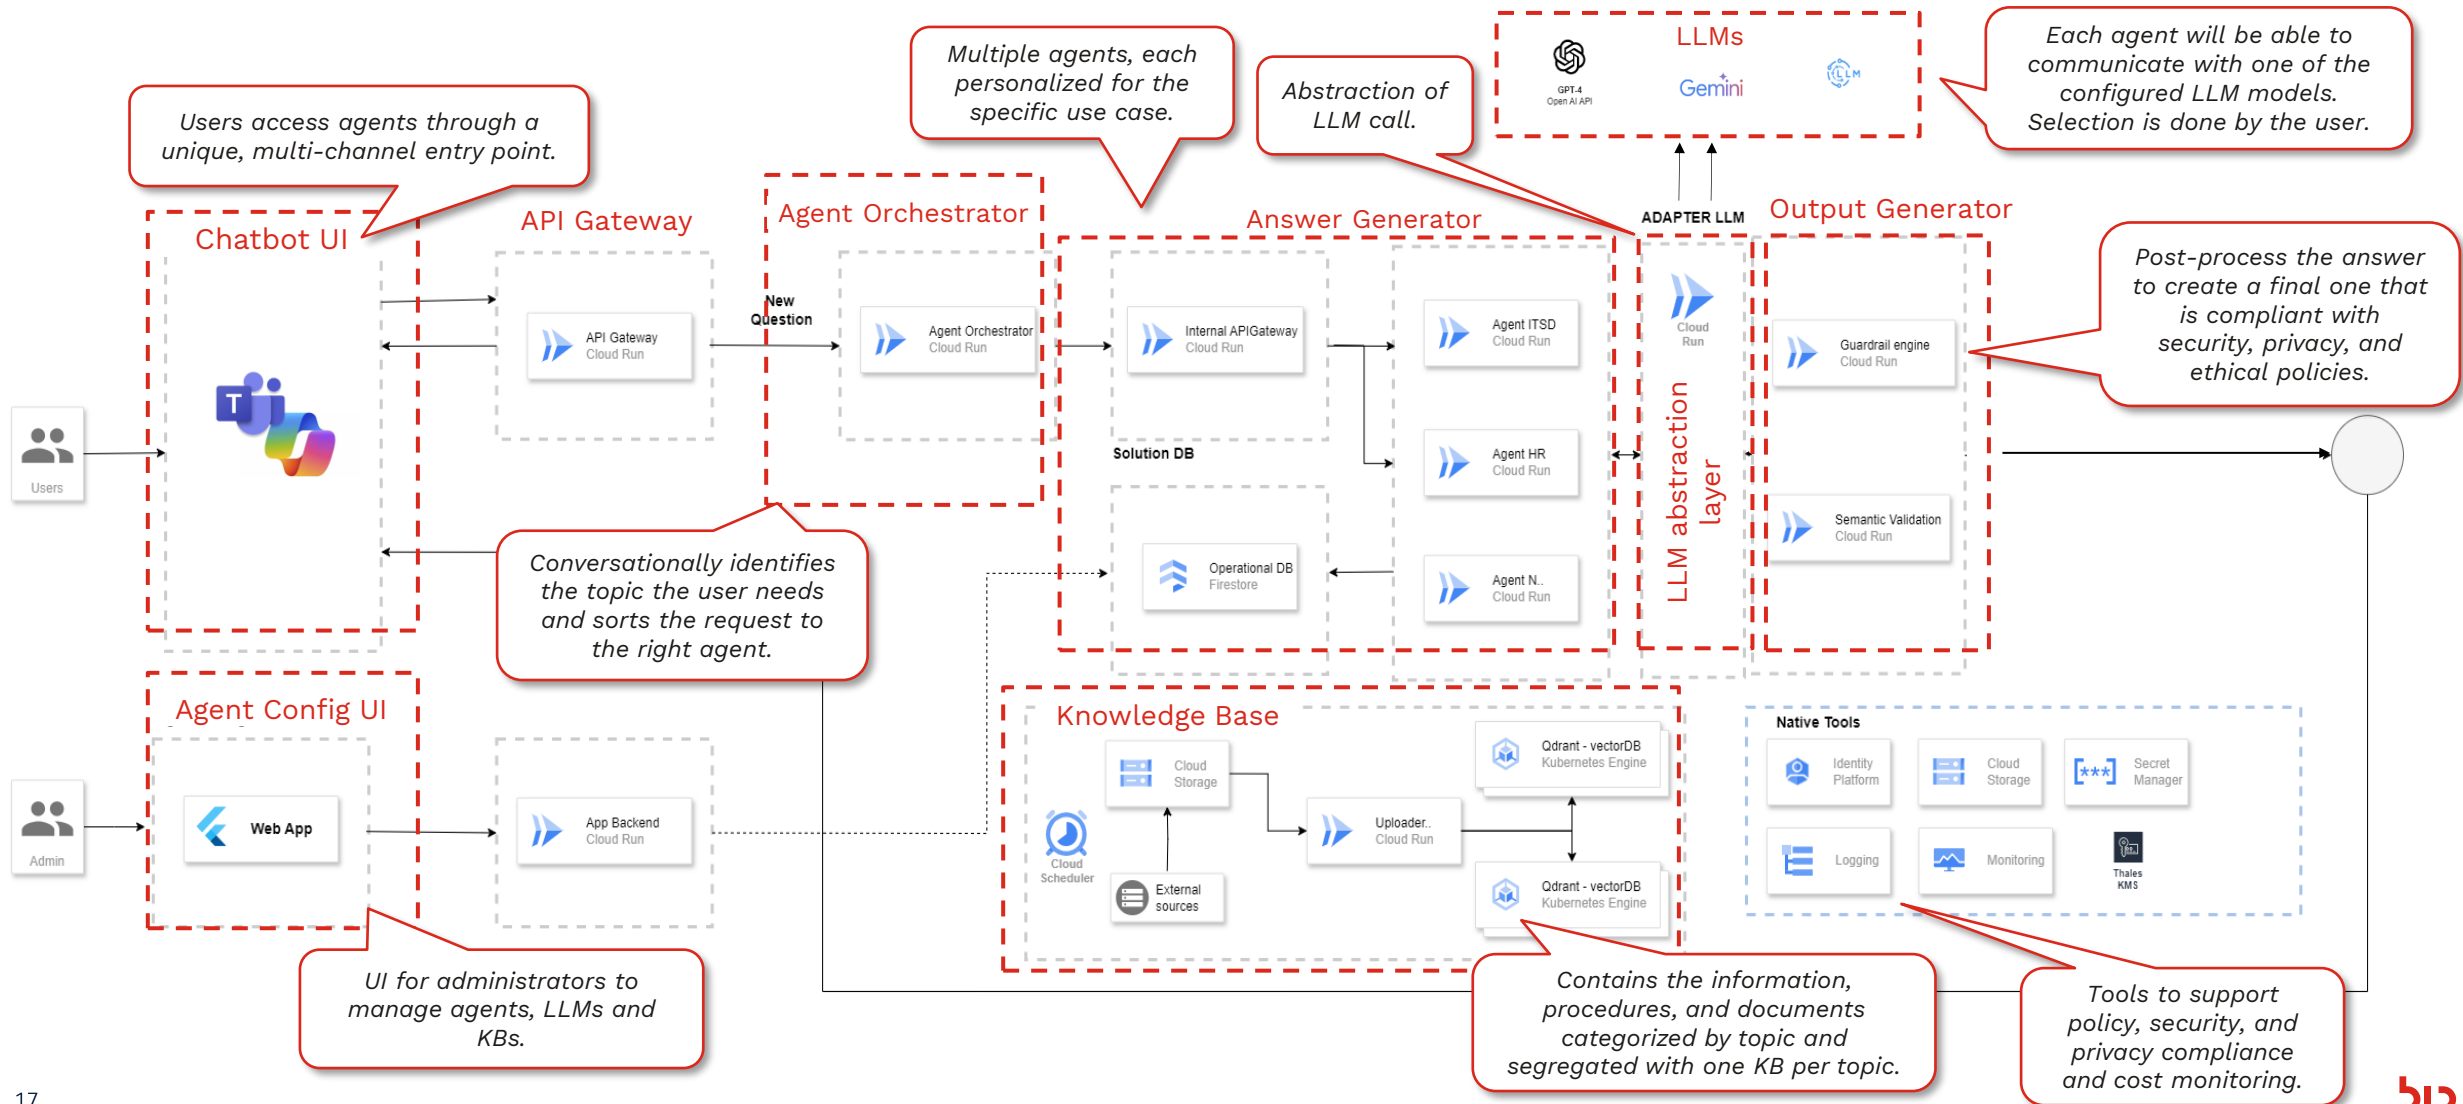 LLMs
GPT-4
Open AI API
Gemini
LLM
Each agent will be able to
communicate with one of the
configured LLM models.
Selection is done by the user.
Multiple agents, each
personalized for the
specific use case.
Abstraction of
LLM call.
Users access agents through a
unique, multi-channel entry point.
Chatbot UI
API Gateway
Agent Orchestrator
Answer Generator
ADAPTER LLM
Output Generator
Post-process the answer
to create a final one that
is compliant with
security, privacy, and
ethical policies.
Users
T
API Gateway
Cloud Run
New
Question
Agent Orchestrator
Cloud Run
Internal APIGateway
Cloud Run
Agent ITSD
Cloud Run
Agent HR
Cloud Run
Agent N..
Cloud Run
Solution DB
Operational DB
Firestore
Cloud
Run
LLM abstraction
layer
Guardrail engine
Cloud Run
Semantic Validation
Cloud Run
Conversationally identifies
the topic the user needs
and sorts the request to
the right agent.
Agent Config UI
Admin
Web App
App Backend
Cloud Run
UI for administrators to
manage agents, LLMs and
KBs.
Knowledge Base
Cloud
Storage
Cloud
Scheduler
External
sources
Uploader..
Cloud Run
Qdrant - vectorDB
Kubernetes Engine
Qdrant - vectorDB
Kubernetes Engine
Contains the information,
procedures, and documents
categorized by topic and
segregated with one KB per topic.
Native Tools
Identity
Platform
Cloud
Storage
[***]
Secret
Manager
Logging
Monitoring
Thales
KMS
Tools to support
policy, security, and
privacy compliance
and cost monitoring.
17